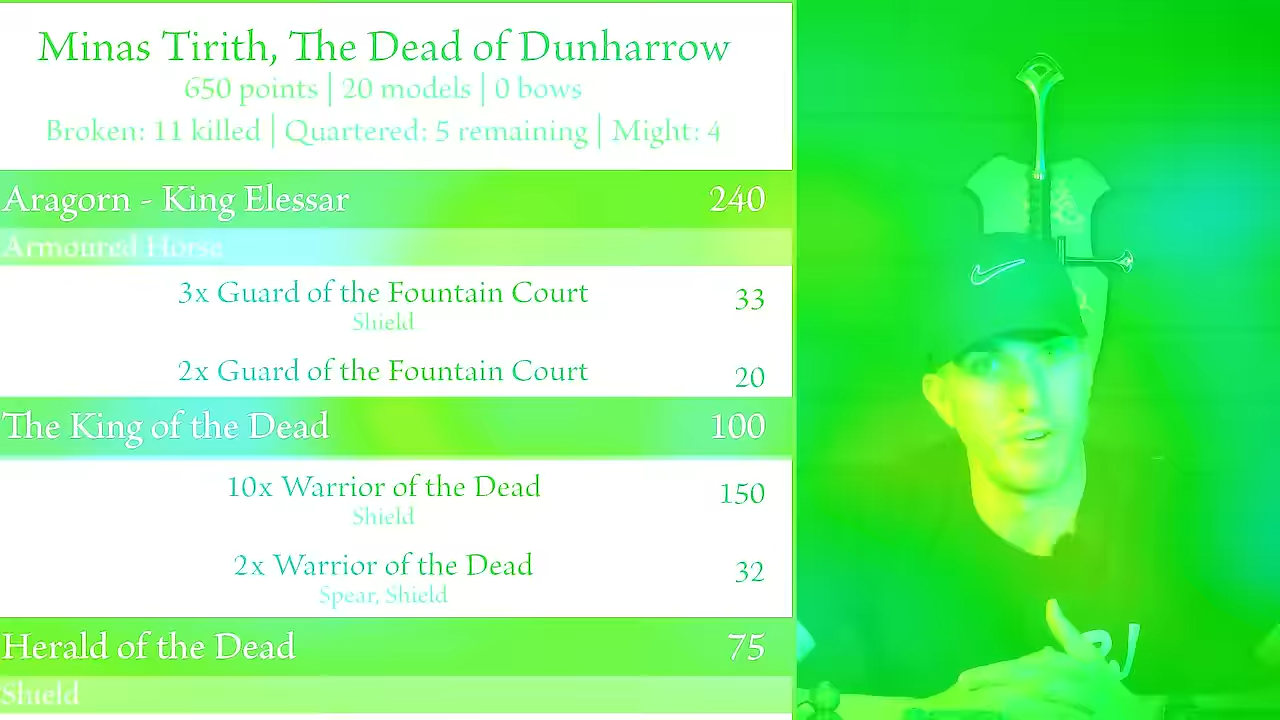 Minas Tirith, The Dead of Dunharrow
650 points | 20 models | 0 bows
Broken: 11 killed | Quartered: 5 remaining | Might: 4
Aragorn - King Elessar 240
Armoured Horse
3x Guard of the Fountain Court 33
Shield
2x Guard of the Fountain Court 20
The King of the Dead 100
10x Warrior of the Dead 150
Shield
2x Warrior of the Dead 32
Spear, Shield
Herald of the Dead 75
Shield